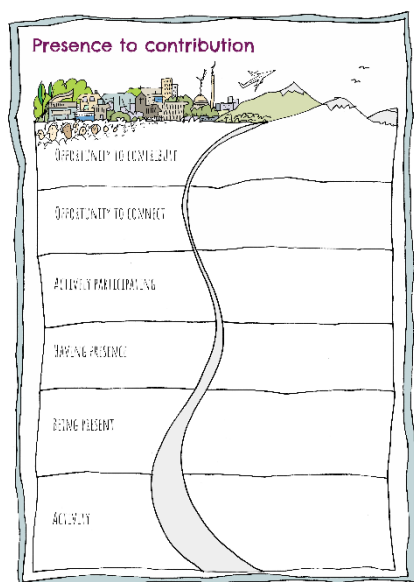 Presence to contribution
Opportunity to contribute
Opportunity to connect
Actively participating
Having presence
Being present
Activity